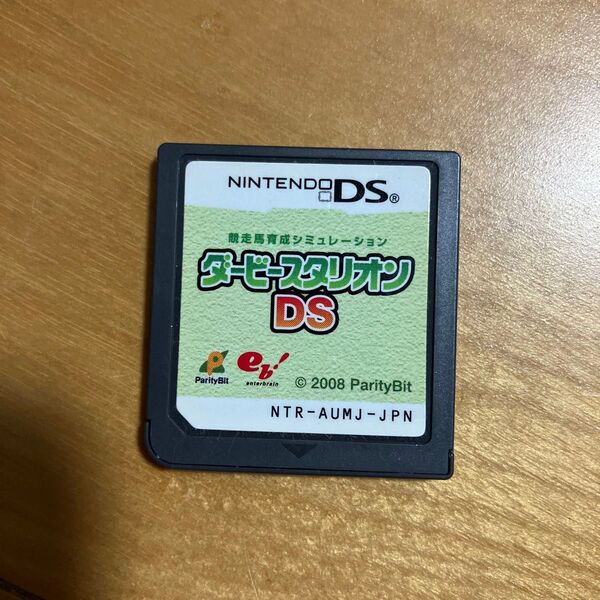 NINTENDO DS®
競走馬育成シミュレーション
ダービースタリオン
DS
ParityBit
eb!
enterbrain
© 2008 ParityBit
NTR-AUMJ-JPN